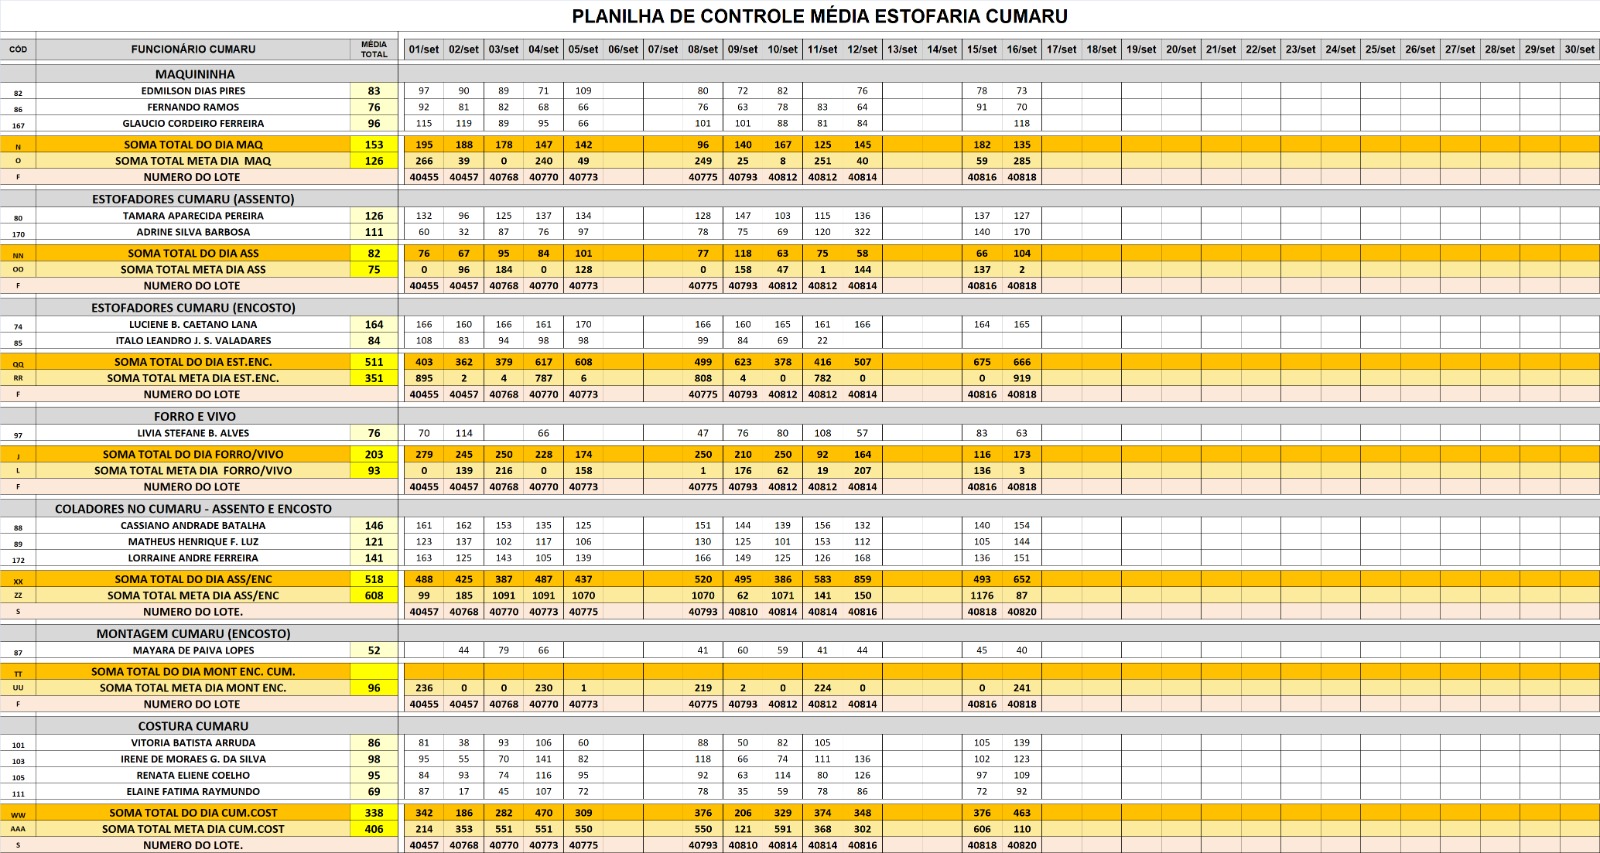 PLANILHA DE CONTROLE MÉDIA ESTOFARIA CUMARU
CÓD FUNCIONÁRIO CUMARU MÉDIA TOTAL 01/set 02/set 03/set 04/set 05/set 06/set 07/set 08/set 09/set 10/set 11/set 12/set 13/set 14/set 15/set 16/set 17/set 18/set 19/set 20/set 21/set 22/set 23/set 24/set 25/set 26/set 27/set 28/set 29/set 30/set
MAQUININHA
82 EDMILSON DIAS PIRES 83 97 90 89 71 109 80 72 82 76 78 73
86 FERNANDO RAMOS 76 92 81 82 68 66 76 63 78 83 64 91 70
167 GLAUCIO CORDEIRO FERREIRA 96 115 119 89 95 66 101 101 88 81 84 118
N SOMA TOTAL DO DIA MAQ 153 195 188 178 147 142 96 140 167 125 145 182 135
O SOMA TOTAL META DIA MAQ 126 266 39 0 240 49 249 25 8 251 40 59 285
F NUMERO DO LOTE 40455 40457 40768 40770 40773 40775 40793 40812 40812 40814 40816 40818
ESTOFADORES CUMARU (ASSENTO)
80 TAMARA APARECIDA PEREIRA 126 132 96 125 137 134 128 147 103 115 136 137 127
170 ADRINE SILVA BARBOSA 111 60 32 87 76 97 78 75 69 120 322 140 170
NN SOMA TOTAL DO DIA ASS 82 76 67 95 84 101 77 118 63 75 58 66 104
OO SOMA TOTAL META DIA ASS 75 0 96 184 0 128 0 158 47 1 144 137 2
F NUMERO DO LOTE 40455 40457 40768 40770 40773 40775 40793 40812 40812 40814 40816 40818
ESTOFADORES CUMARU (ENCOSTO)
74 LUCIENE B. CAETANO LANA 164 166 160 166 161 170 166 160 165 161 166 164 165
85 ITALO LEANDRO J. S. VALADARES 84 108 83 94 98 98 99 84 69 22
QQ SOMA TOTAL DO DIA EST.ENC. 511 403 362 379 617 608 499 623 378 416 507 675 666
RR SOMA TOTAL META DIA EST.ENC. 351 895 2 4 787 6 808 4 0 782 0 0 919
F NUMERO DO LOTE 40455 40457 40768 40770 40773 40775 40793 40812 40812 40814 40816 40818
FORRO E VIVO
97 LIVIA STEFANE B. ALVES 76 70 114 66 47 76 80 108 57 83 63
J SOMA TOTAL DO DIA FORRO/VIVO 203 279 245 250 228 174 250 210 250 92 164 116 173
L SOMA TOTAL META DIA FORRO/VIVO 93 0 139 216 0 158 1 176 62 19 207 136 3
F NUMERO DO LOTE 40455 40457 40768 40770 40773 40775 40793 40812 40812 40814 40816 40818
COLADORES NO CUMARU - ASSENTO E ENCOSTO
88 CASSIANO ANDRADE BATALHA 146 161 162 153 135 125 151 144 139 156 132 140 154
89 MATHEUS HENRIQUE F. LUZ 121 123 137 102 117 106 130 125 101 153 112 105 144
172 LORRAINE ANDRE FERREIRA 141 163 125 143 105 139 166 149 125 126 168 136 151
XX SOMA TOTAL DO DIA ASS/ENC 518 488 425 387 487 437 520 495 386 583 859 493 652
ZZ SOMA TOTAL META DIA ASS/ENC 608 99 185 1091 1091 1070 1070 62 1071 141 150 1176 87
S NUMERO DO LOTE. 40457 40768 40770 40773 40775 40793 40810 40814 40814 40816 40818 40820
MONTAGEM CUMARU (ENCOSTO)
87 MAYARA DE PAIVA LOPES 52 44 79 66 41 60 59 41 44 45 40
TT SOMA TOTAL DO DIA MONT ENC. CUM.
UU SOMA TOTAL META DIA MONT ENC. 96 236 0 0 230 1 219 2 0 224 0 0 241
F NUMERO DO LOTE 40455 40457 40768 40770 40773 40775 40793 40812 40812 40814 40816 40818
COSTURA CUMARU
101 VITORIA BATISTA ARRUDA 86 81 38 93 106 60 88 50 82 105 105 139
103 IRENE DE MORAES G. DA SILVA 98 95 55 70 141 82 118 66 74 111 136 102 123
105 RENATA ELIENE COELHO 95 84 93 74 116 95 92 63 114 80 126 97 109
111 ELAINE FATIMA RAYMUNDO 69 87 17 45 107 72 78 35 59 78 86 72 92
WW SOMA TOTAL DO DIA CUM.COST 338 342 186 282 470 309 376 206 329 374 348 376 463
AAA SOMA TOTAL META DIA CUM.COST 406 214 353 551 551 550 550 121 591 368 302 606 110
S NUMERO DO LOTE. 40457 40768 40770 40773 40775 40793 40810 40814 40814 40816 40818 40820